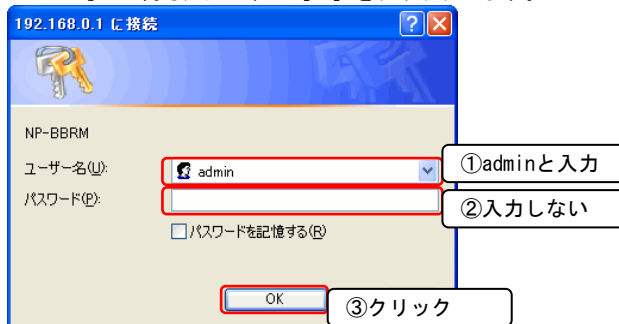 192.168.0.1 に接続
NP-BBRM
ユーザー名(U):
admin
①adminと入力
パスワード(P):
②入力しない
パスワードを記憶する(R)
OK
③クリック